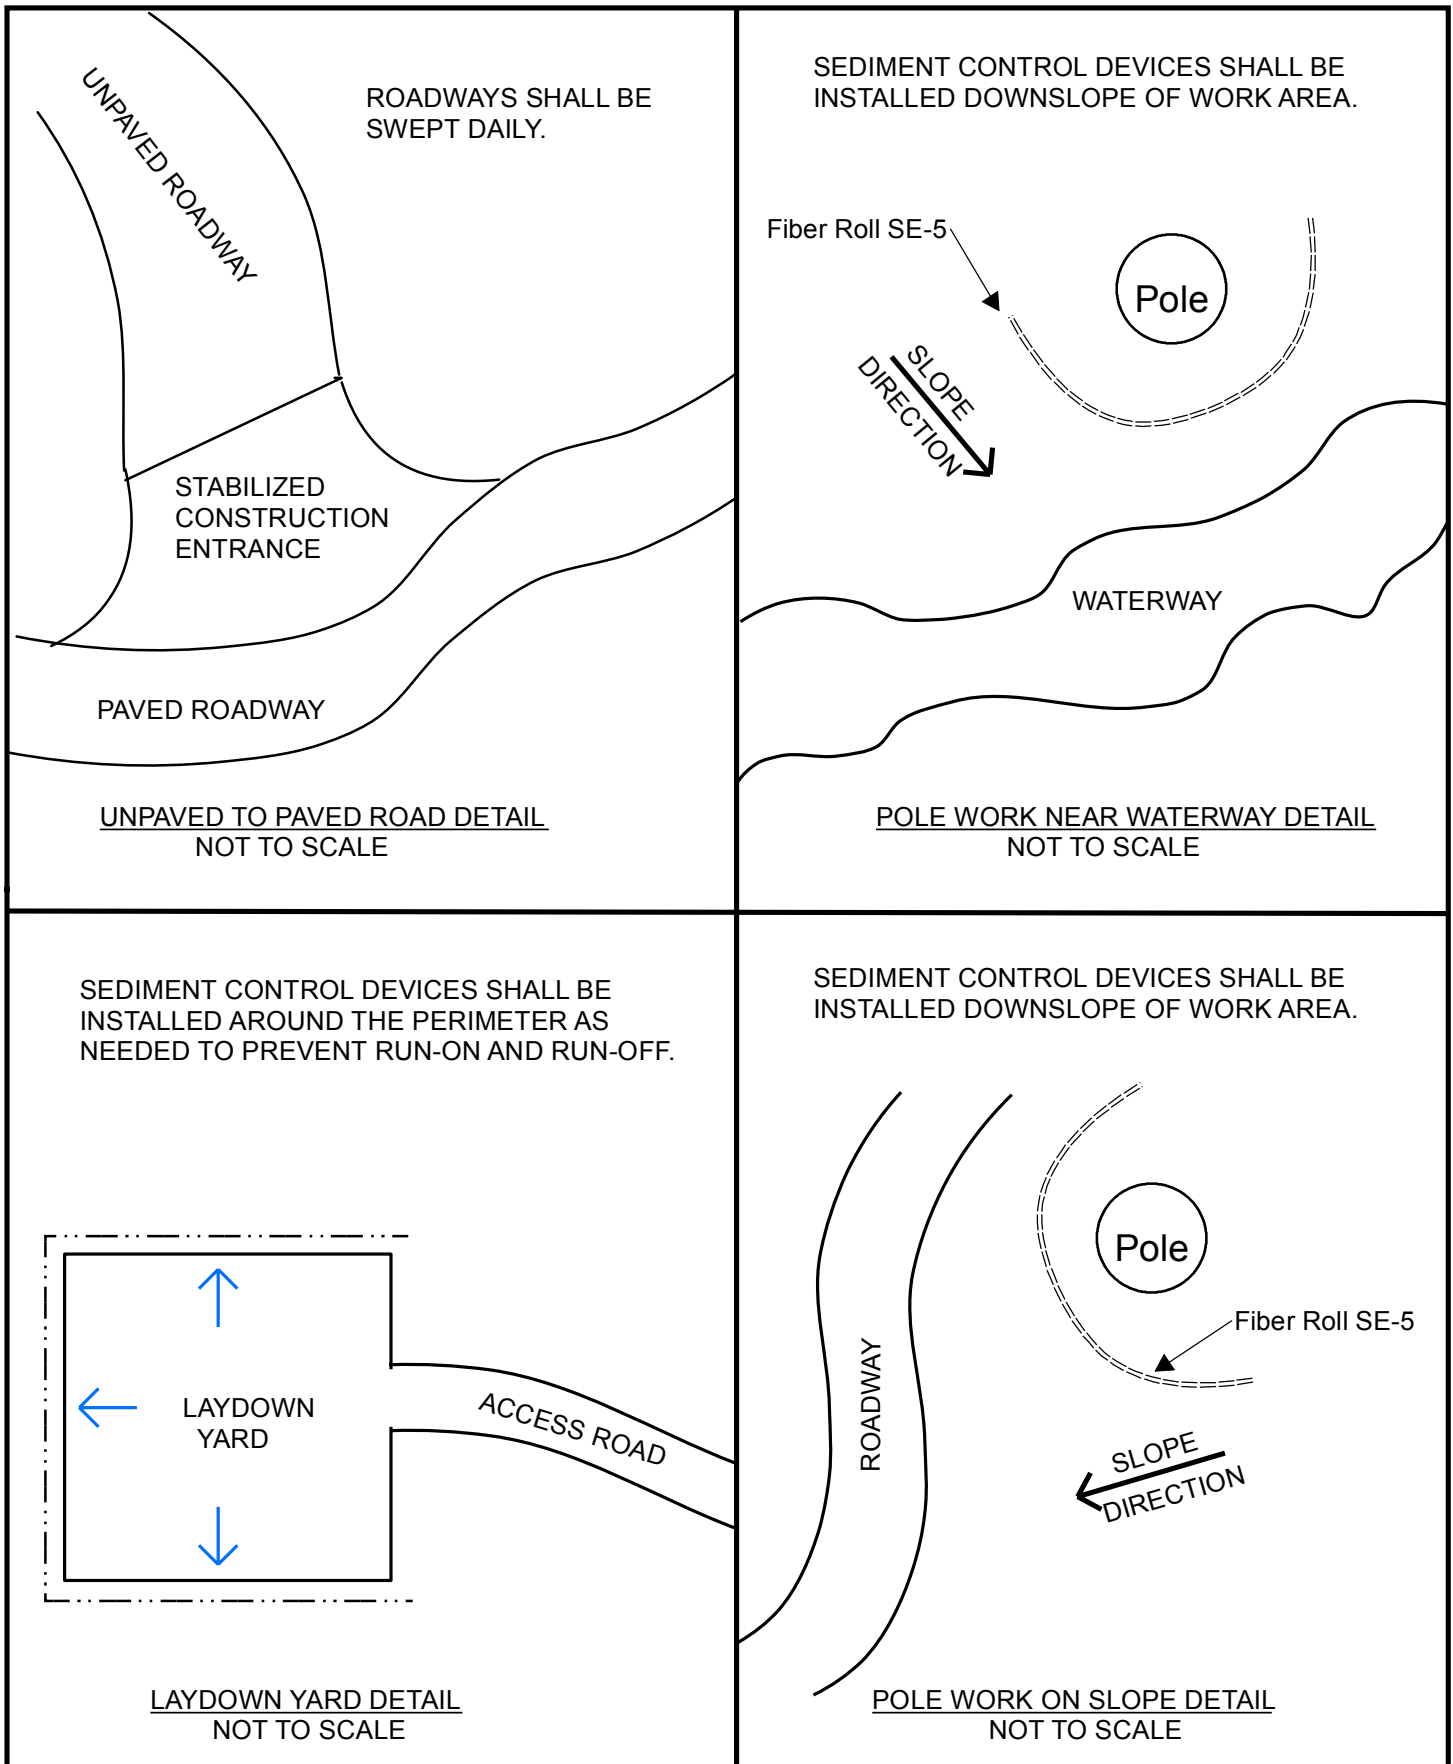 UNPAVED ROADWAY
ROADWAYS SHALL BE
SWEPT DAILY.
STABILIZED
CONSTRUCTION
ENTRANCE
PAVED ROADWAY
UNPAVED TO PAVED ROAD DETAIL
NOT TO SCALE
SEDIMENT CONTROL DEVICES SHALL BE
INSTALLED DOWNSLOPE OF WORK AREA.
Fiber Roll SE-5
Pole
SLOPE
DIRECTION
WATERWAY
POLE WORK NEAR WATERWAY DETAIL
NOT TO SCALE
SEDIMENT CONTROL DEVICES SHALL BE
INSTALLED AROUND THE PERIMETER AS
NEEDED TO PREVENT RUN-ON AND RUN-OFF.
LAYDOWN
YARD
ACCESS ROAD
LAYDOWN YARD DETAIL
NOT TO SCALE
SEDIMENT CONTROL DEVICES SHALL BE
INSTALLED DOWNSLOPE OF WORK AREA.
Pole
Fiber Roll SE-5
ROADWAY
SLOPE
DIRECTION
POLE WORK ON SLOPE DETAIL
NOT TO SCALE